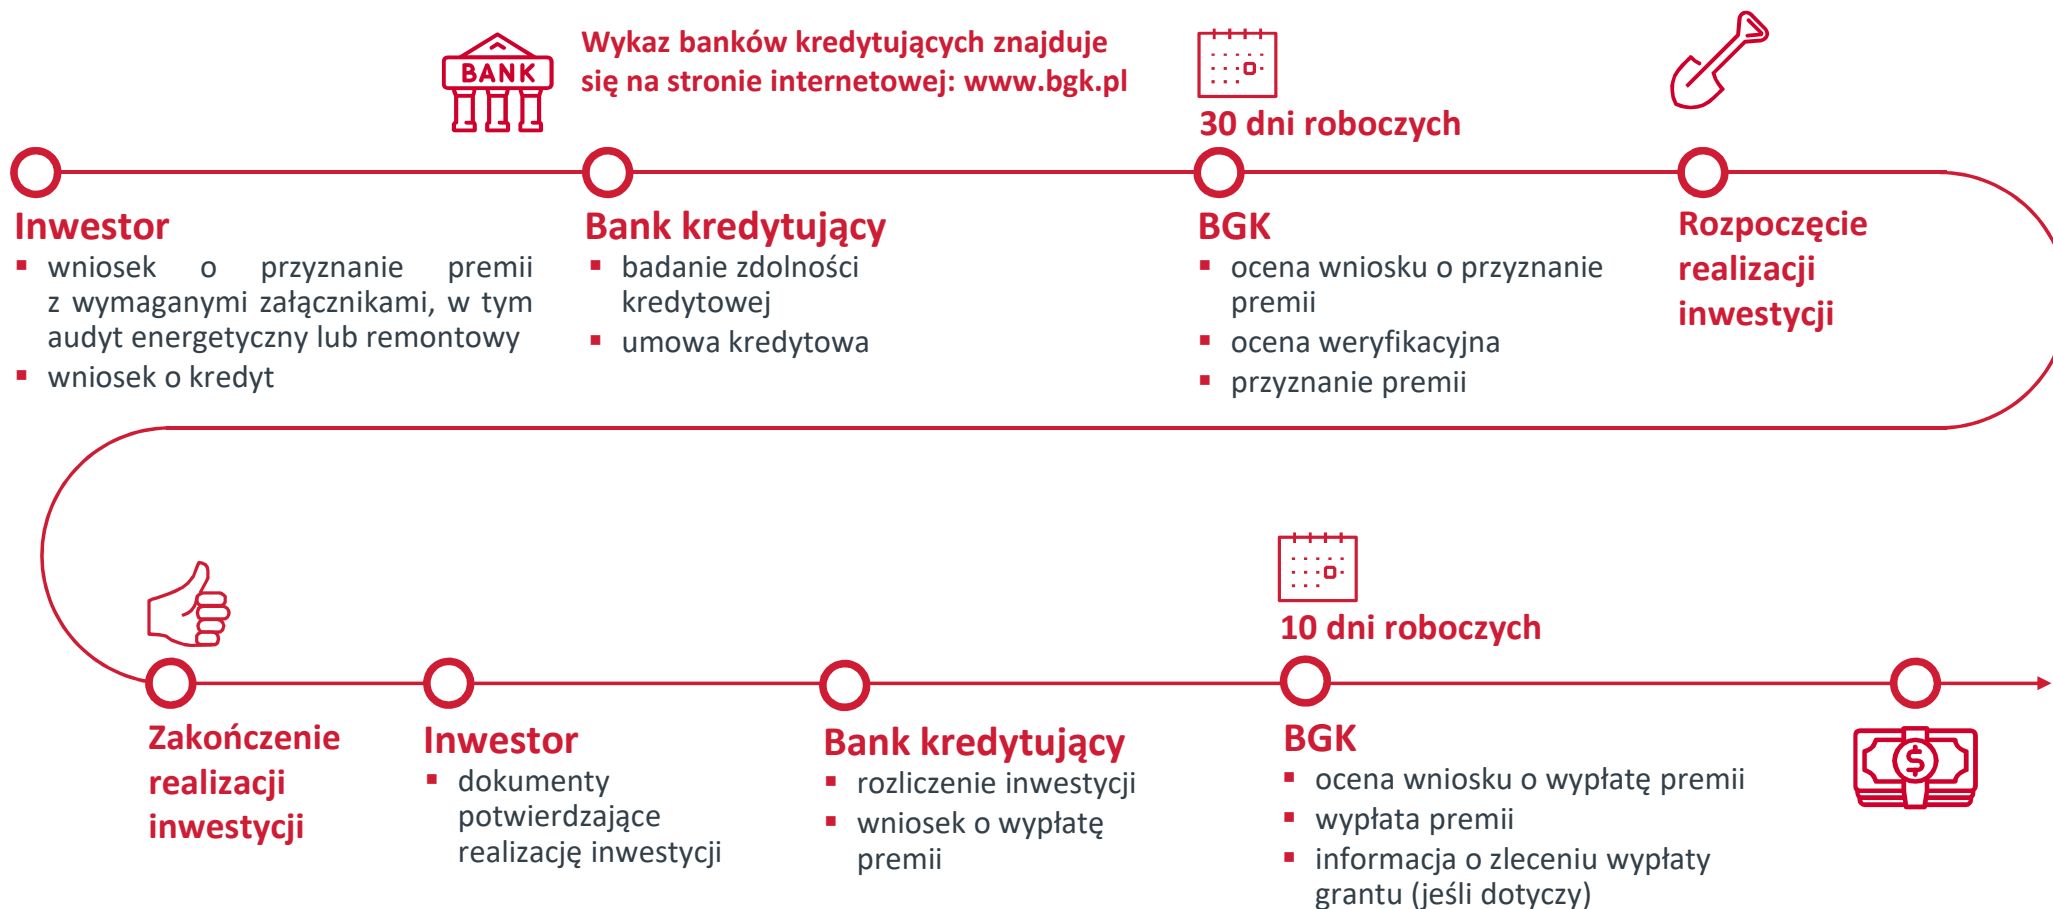 BANK
Wykaz banków kredytujących znajduje
się na stronie internetowej: www.bgk.pl
30 dni roboczych
Inwestor
▪ wniosek o przyznanie premii
z wymaganymi załącznikami, w tym
audyt energetyczny lub remontowy
▪ wniosek o kredyt
Bank kredytujący
▪ badanie zdolności
kredytowej
▪ umowa kredytowa
BGK
▪ ocena wniosku o przyznanie
premii
▪ ocena weryfikacyjna
▪ przyznanie premii
Rozpoczęcie
realizacji
inwestycji
10 dni roboczych
Zakończenie
realizacji
inwestycji
Inwestor
▪ dokumenty
potwierdzające
realizację inwestycji
Bank kredytujący
▪ rozliczenie inwestycji
▪ wniosek o wypłatę
premii
BGK
▪ ocena wniosku o wypłatę premii
▪ wypłata premii
▪ informacja o zleceniu wypłaty
grantu (jeśli dotyczy)
$